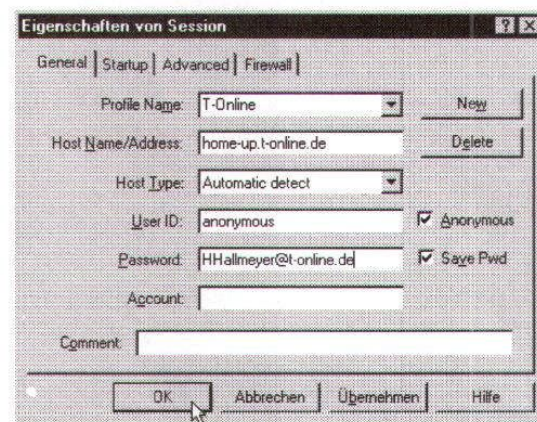 Eigenschaften von Session
General Startup Advanced Firewall
Profile Name: T-Online New
Host Name/Address: home-up.t-online.de Delete
Host Type: Automatic detect
User ID: anonymous Anonymous
Password: HHallmeyer@t-online.de Save Pwd
Account:
Comment:
OK Abbrechen Übernehmen Hilfe